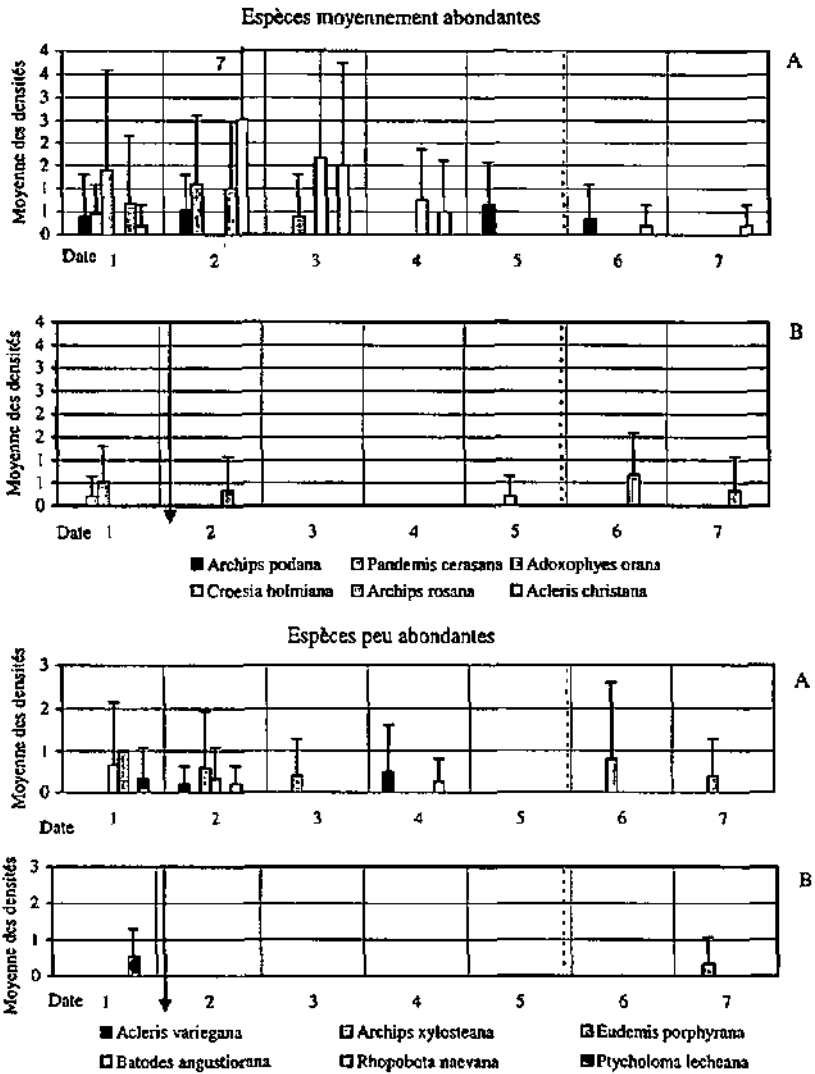 Espèces moyennement abondantes
A
Moyenne des densités
4
4
3
3
2
2
1
1
0
7
Date 1 2 3 4 5 6 7
B
Moyenne des densités
4
4
3
3
2
2
1
1
0
Date 1 2 3 4 5 6 7
Archips podana Pandemis cerasana Adoxophyes orana
Croesia holmiana Archips rosana Acleris christana
Espèces peu abondantes
A
Moyenne des densités
3
2
1
0
Date 1 2 3 4 5 6 7
B
Moyenne des densités
3
2
1
0
Date 1 2 3 4 5 6 7
Acleris variegana Archips xylosteana Eudemis porphyrana
Batodes angustiorana Rhopobota naevana Ptycholoma lecheana